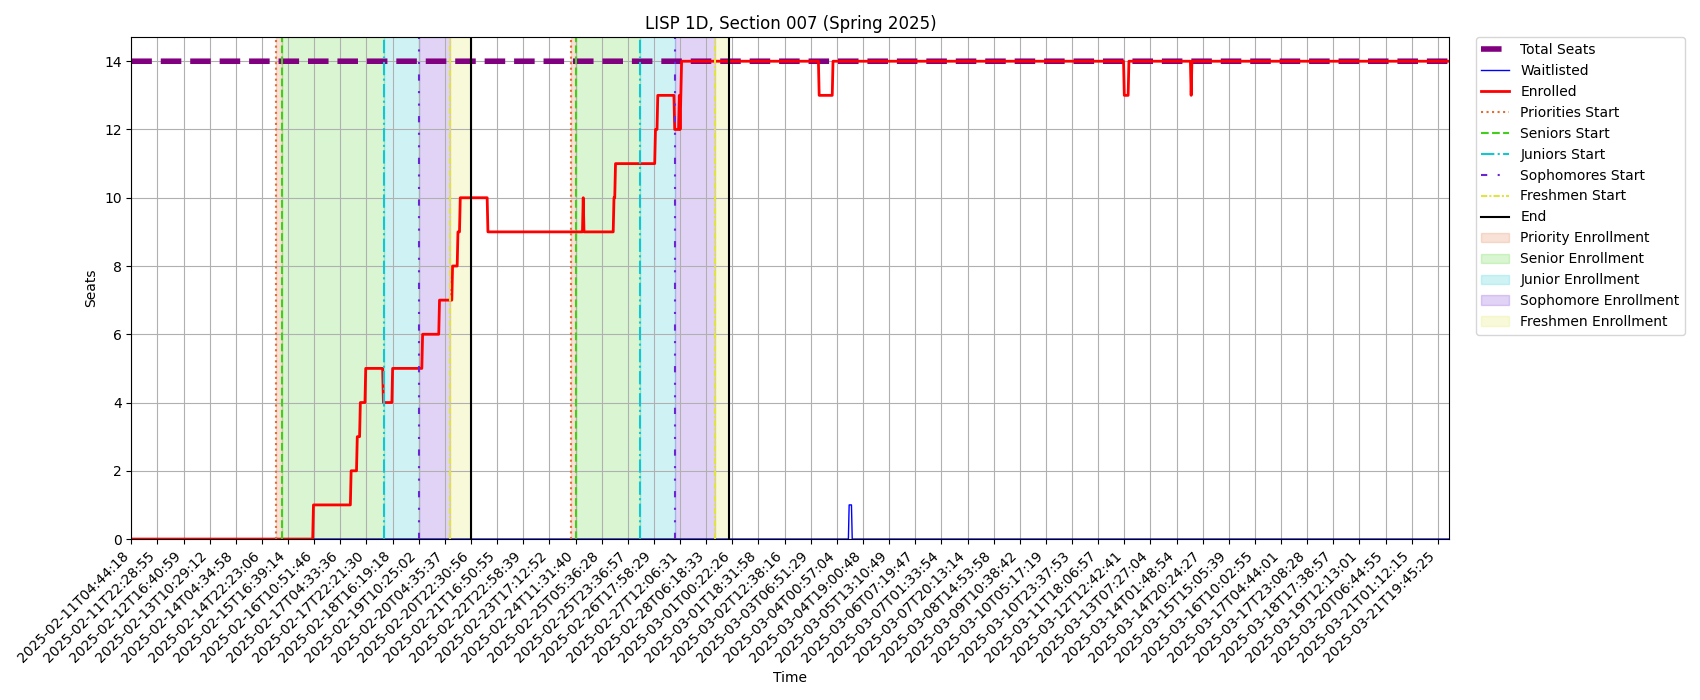 LISP 1D, Section 007 (Spring 2025)
Seats
14
12
10
8
6
4
2
0
2025-02-11T04:44:18
2025-02-11T22:28:55
2025-02-12T16:40:59
2025-02-13T10:29:12
2025-02-14T04:34:58
2025-02-14T22:23:06
2025-02-15T16:39:14
2025-02-16T10:51:46
2025-02-17T04:33:36
2025-02-17T22:21:30
2025-02-18T16:19:18
2025-02-19T10:25:02
2025-02-20T04:35:37
2025-02-20T22:30:56
2025-02-21T16:50:55
2025-02-22T22:58:39
2025-02-23T17:12:52
2025-02-24T11:31:40
2025-02-25T05:36:28
2025-02-25T23:36:57
2025-02-26T17:58:29
2025-02-27T12:06:31
2025-02-28T06:18:33
2025-03-01T00:22:26
2025-03-01T18:31:58
2025-03-02T12:38:16
2025-03-03T06:51:29
2025-03-04T00:57:04
2025-03-04T19:00:48
2025-03-05T13:10:49
2025-03-06T07:19:47
2025-03-07T01:33:54
2025-03-07T20:13:14
2025-03-08T14:53:58
2025-03-09T10:38:42
2025-03-10T05:17:19
2025-03-10T23:37:53
2025-03-11T18:06:57
2025-03-12T12:42:41
2025-03-13T07:27:04
2025-03-14T01:48:54
2025-03-14T20:24:27
2025-03-15T15:05:39
2025-03-16T10:02:55
2025-03-17T04:44:01
2025-03-17T23:08:28
2025-03-18T17:38:57
2025-03-19T12:13:01
2025-03-20T06:44:55
2025-03-21T01:12:15
2025-03-21T19:45:25
Time
Total Seats
Waitlisted
Enrolled
Priorities Start
Seniors Start
Juniors Start
Sophomores Start
Freshmen Start
End
Priority Enrollment
Senior Enrollment
Junior Enrollment
Sophomore Enrollment
Freshmen Enrollment